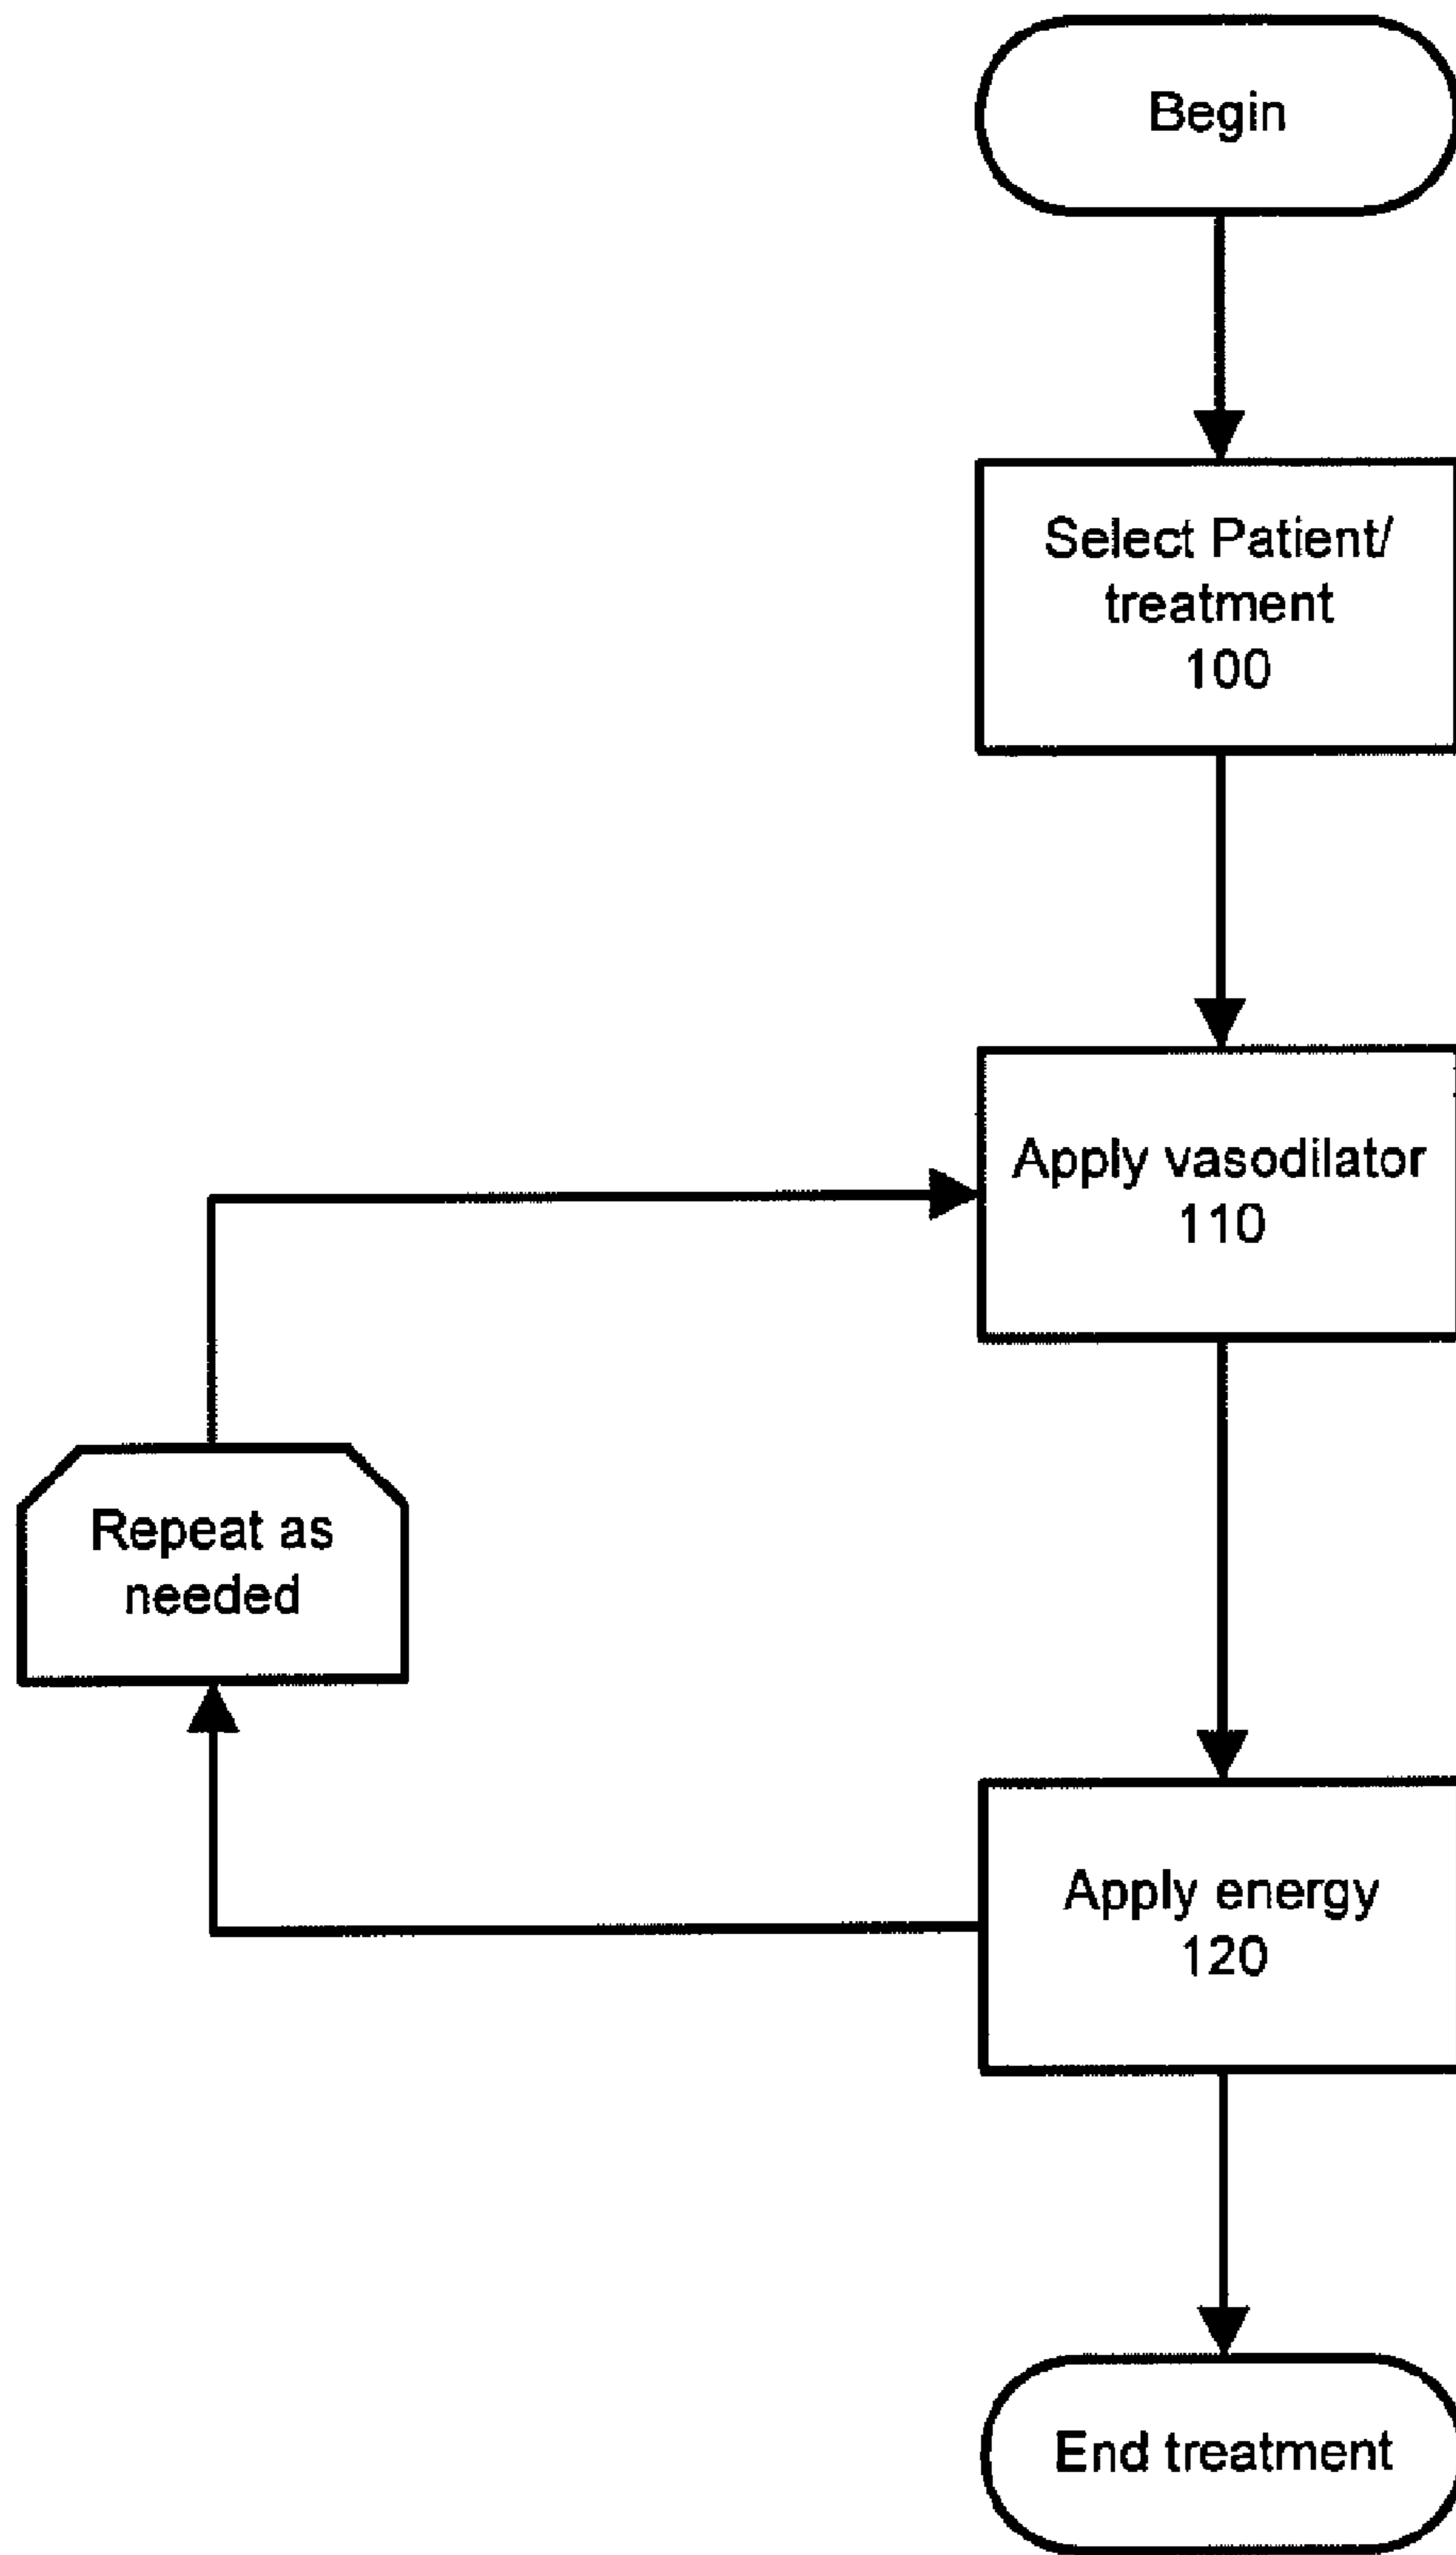 Begin
Select Patient/
treatment
100
Apply vasodilator
110
Repeat as
needed
Apply energy
120
End treatment